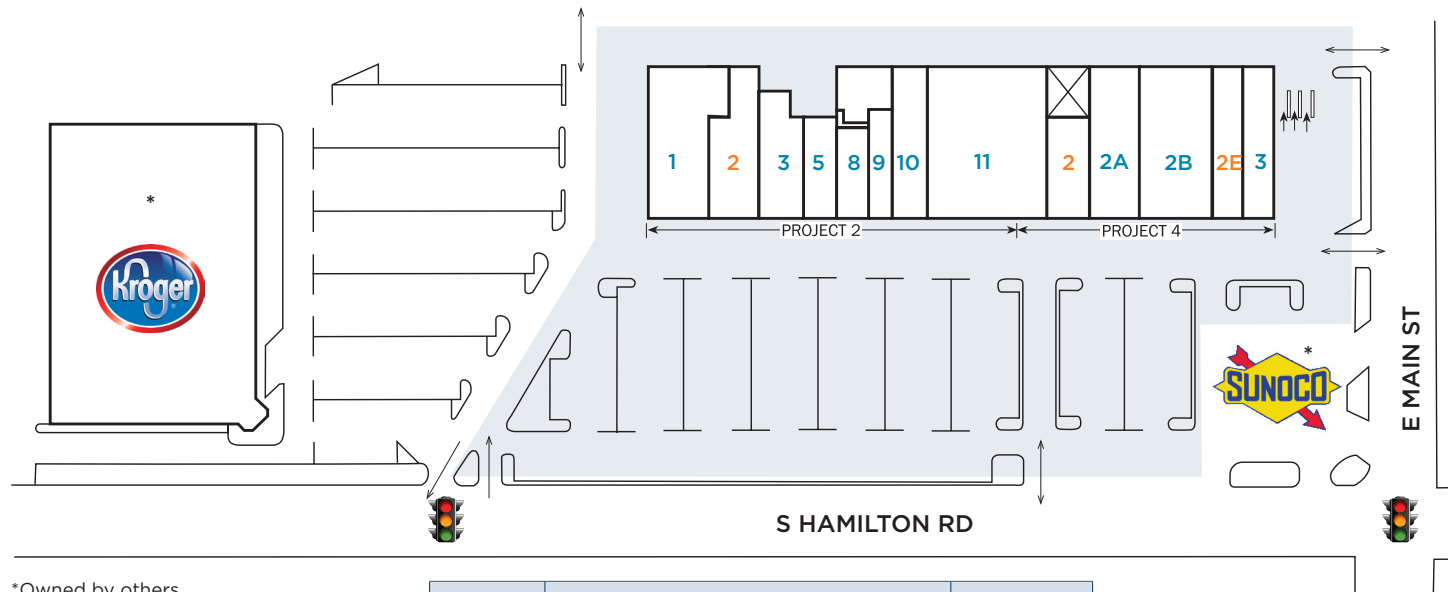 *
Kroger
1
2
3
5
8
9
10
11
2
2A
2B
2E
3
PROJECT 2
PROJECT 4
*
SUNOCO
E MAIN ST
S HAMILTON RD
*Owned by others